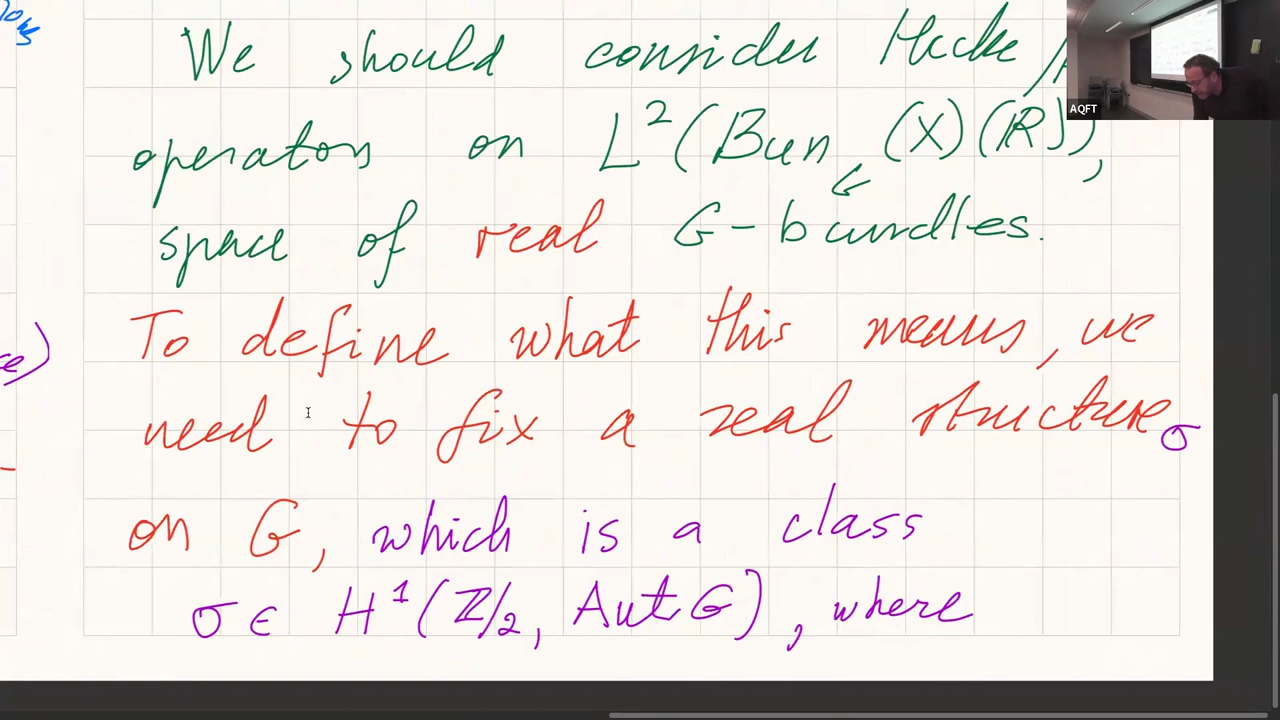 We should consider Hecke
operators on L²(Bun_G(X)(ℝ)),
space of real G-bundles.
To define what this means, we
need to fix a real structure σ
on G, which is a class
σ ∈ H¹(ℤ/2, Aut G), where
AQFT